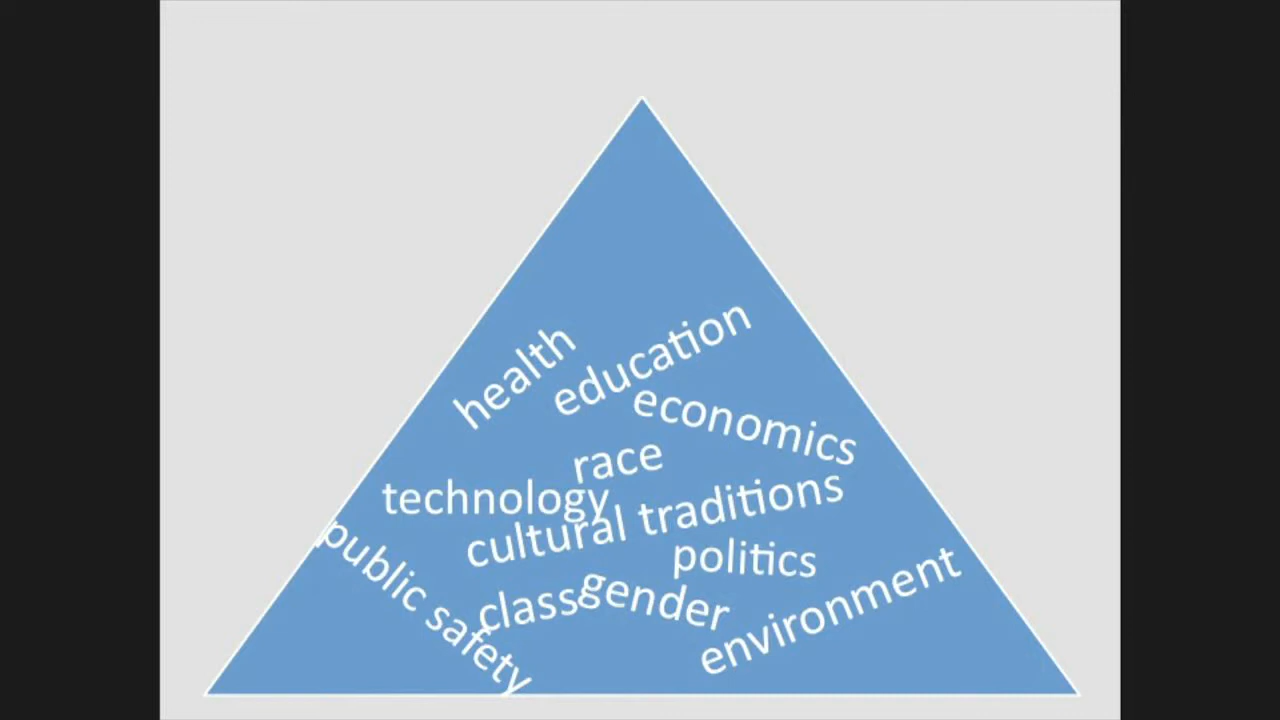 health
education
economics
race
technology
cultural traditions
politics
public safety
class
gender
environment